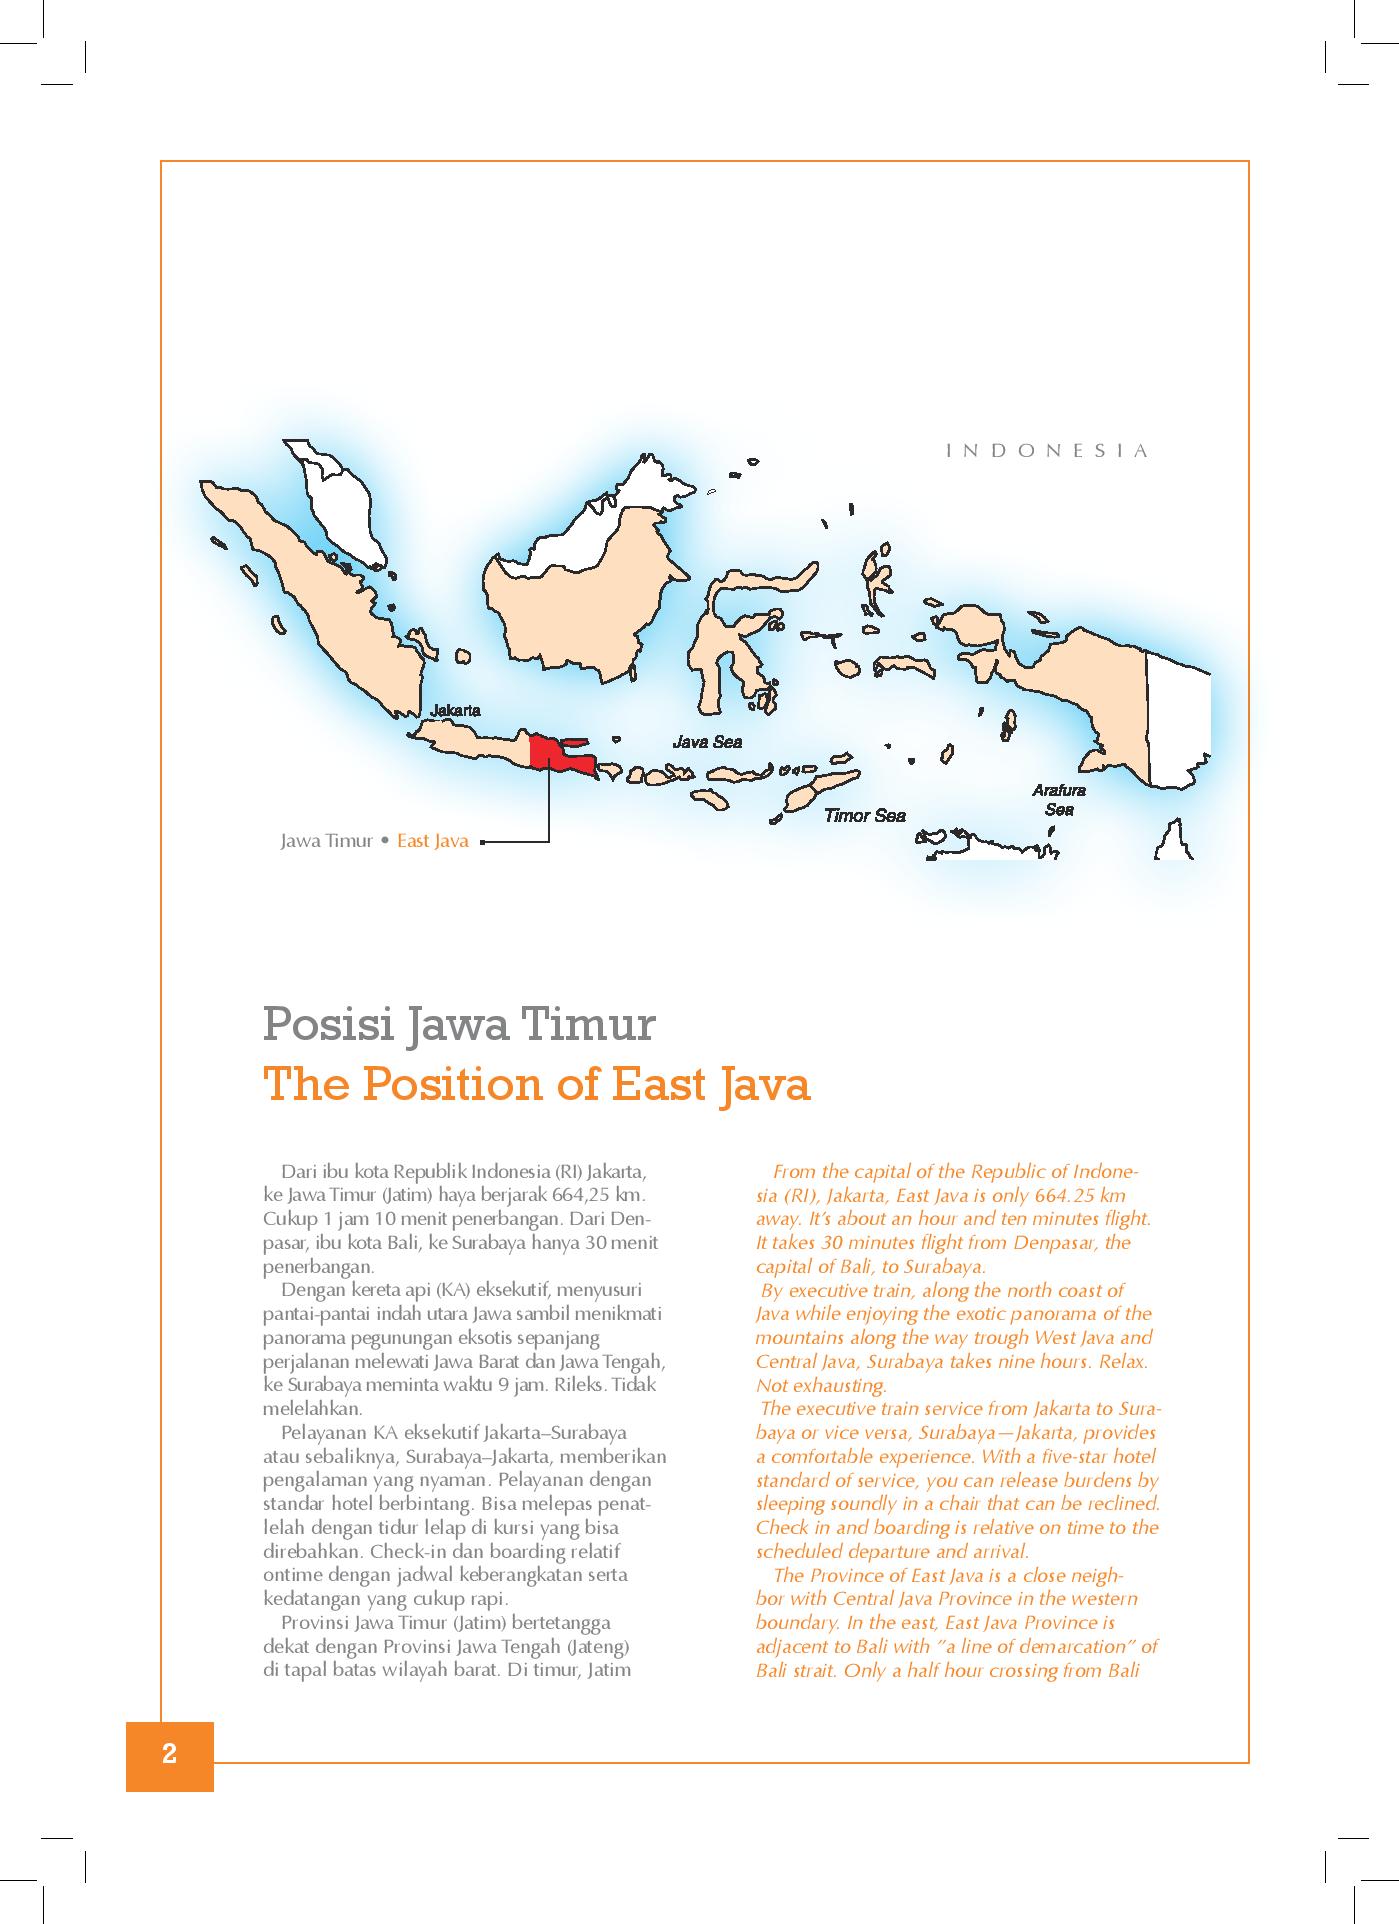 INDONESIA
Jakarta
Java Sea
Arafura
Sea
Timor Sea
Jawa Timur • East Java
Posisi Jawa Timur
The Position of East Java
Dari ibu kota Republik Indonesia (RI) Jakarta,
ke Jawa Timur (Jatim) haya berjarak 664,25 km.
Cukup 1 jam 10 menit penerbangan. Dari Den-
pasar, ibu kota Bali, ke Surabaya hanya 30 menit
penerbangan.
Dengan kereta api (KA) eksekutif, menyusuri
pantai-pantai indah utara Jawa sambil menikmati
panorama pegunungan eksotis sepanjang
perjalanan melewati Jawa Barat dan Jawa Tengah,
ke Surabaya meminta waktu 9 jam. Rileks. Tidak
melelahkan.
Pelayanan KA eksekutif Jakarta–Surabaya
atau sebaliknya, Surabaya–Jakarta, memberikan
pengalaman yang nyaman. Pelayanan dengan
standar hotel berbintang. Bisa melepas penat-
lelah dengan tidur lelap di kursi yang bisa
direbahkan. Check-in dan boarding relatif
ontime dengan jadwal keberangkatan serta
kedatangan yang cukup rapi.
Provinsi Jawa Timur (Jatim) bertetangga
dekat dengan Provinsi Jawa Tengah (Jateng)
di tapal batas wilayah barat. Di timur, Jatim
From the capital of the Republic of Indone-
sia (RI), Jakarta, East Java is only 664.25 km
away. It's about an hour and ten minutes flight.
It takes 30 minutes flight from Denpasar, the
capital of Bali, to Surabaya.
By executive train, along the north coast of
Java while enjoying the exotic panorama of the
mountains along the way trough West Java and
Central Java, Surabaya takes nine hours. Relax.
Not exhausting.
The executive train service from Jakarta to Sura-
baya or vice versa, Surabaya—Jakarta, provides
a comfortable experience. With a five-star hotel
standard of service, you can release burdens by
sleeping soundly in a chair that can be reclined.
Check in and boarding is relative on time to the
scheduled departure and arrival.
The Province of East Java is a close neigh-
bor with Central Java Province in the western
boundary. In the east, East Java Province is
adjacent to Bali with ”a line of demarcation” of
Bali strait. Only a half hour crossing from Bali
2